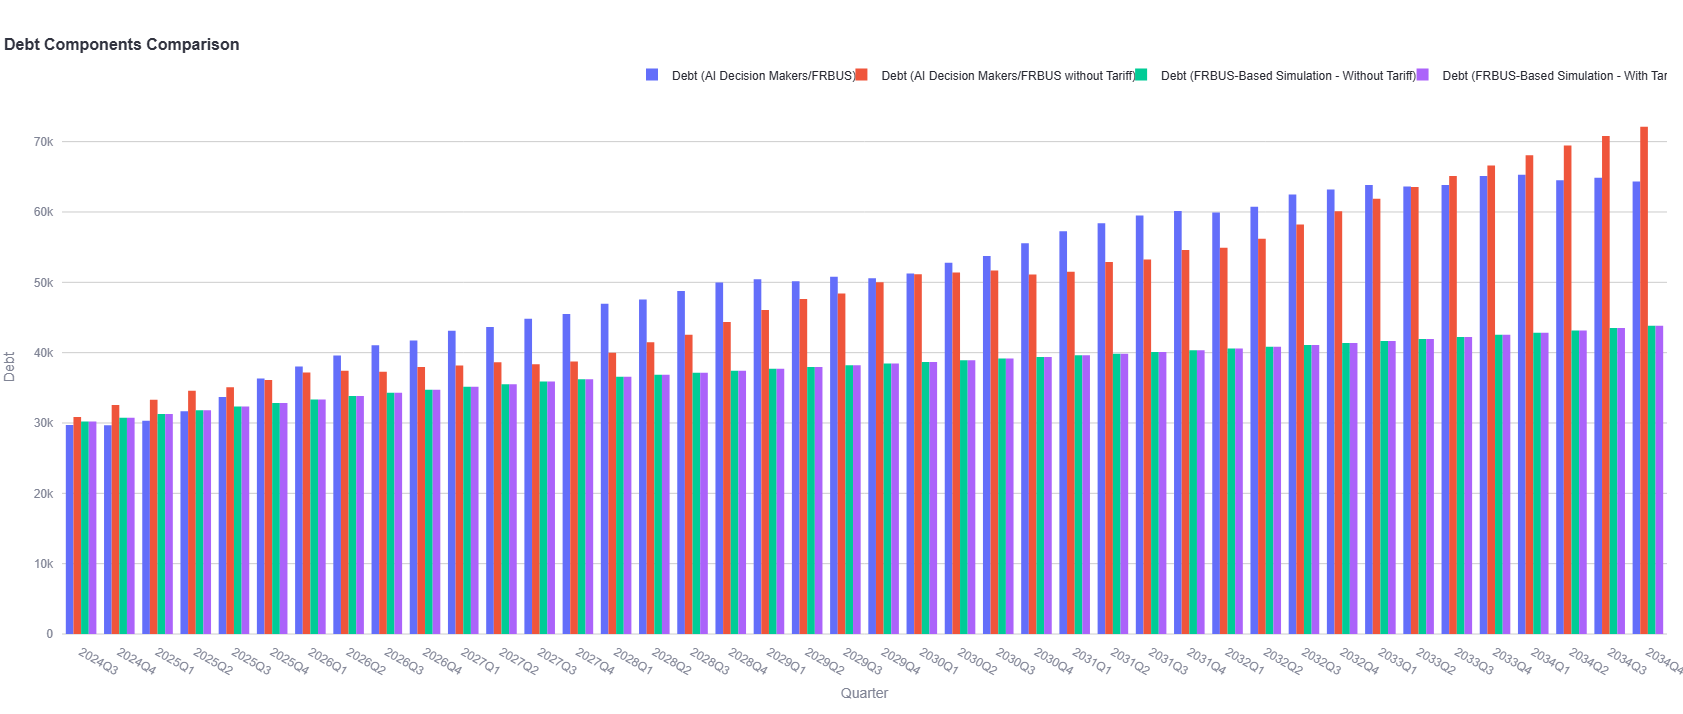 Debt Components Comparison
Debt (AI Decision Makers/FRBUS)
Debt (AI Decision Makers/FRBUS without Tariff)
Debt (FRBUS-Based Simulation - Without Tariff)
Debt (FRBUS-Based Simulation - With Tar
70k
60k
50k
40k
30k
20k
10k
0
Debt
2024Q3
2024Q4
2025Q1
2025Q2
2025Q3
2025Q4
2026Q1
2026Q2
2026Q3
2026Q4
2027Q1
2027Q2
2027Q3
2027Q4
2028Q1
2028Q2
2028Q3
2028Q4
2029Q1
2029Q2
2029Q3
2029Q4
2030Q1
2030Q2
2030Q3
2030Q4
2031Q1
2031Q2
2031Q3
2031Q4
2032Q1
2032Q2
2032Q3
2032Q4
2033Q1
2033Q2
2033Q3
2033Q4
2034Q1
2034Q2
2034Q3
2034Q4
Quarter